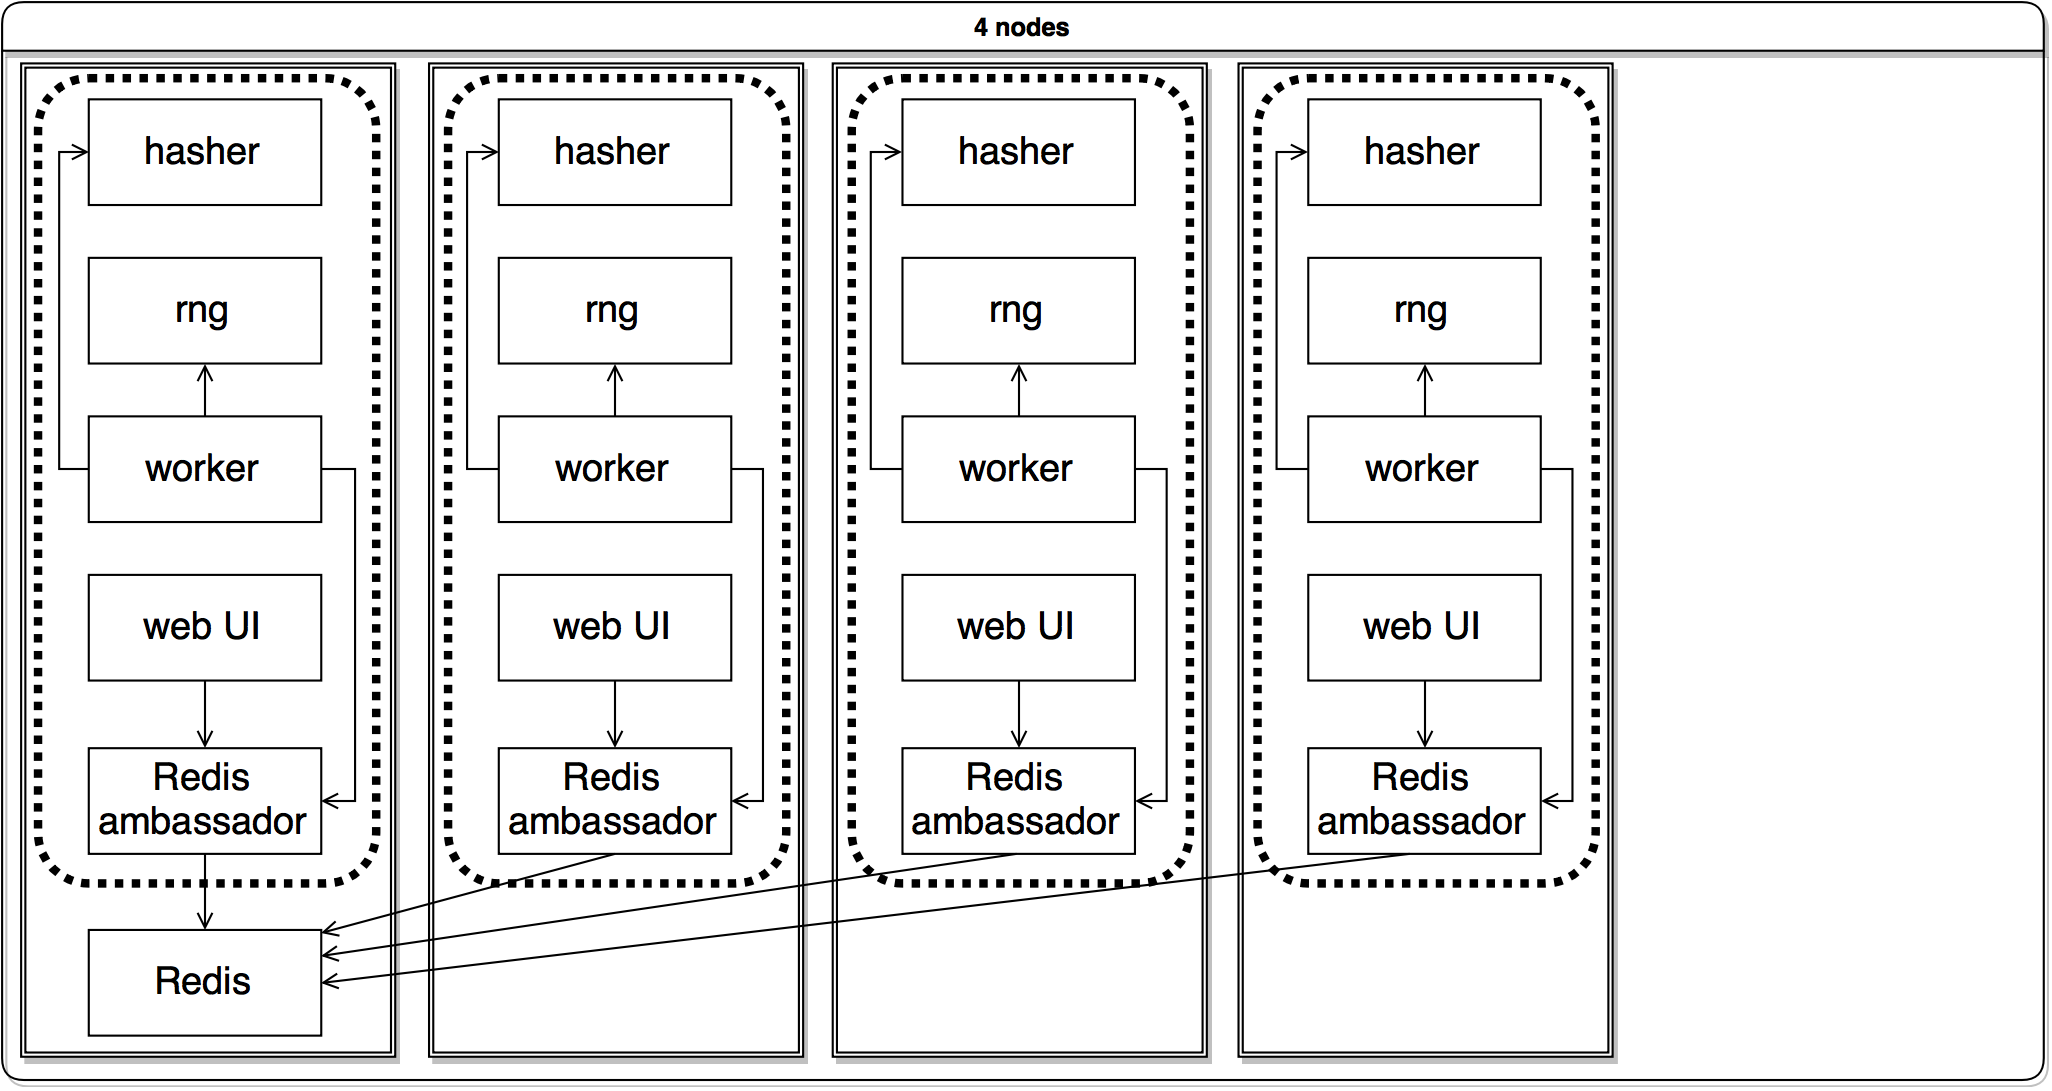 4 nodes
hasher
rng
worker
web UI
Redis
ambassador
Redis
hasher
rng
worker
web UI
Redis
ambassador
hasher
rng
worker
web UI
Redis
ambassador
hasher
rng
worker
web UI
Redis
ambassador